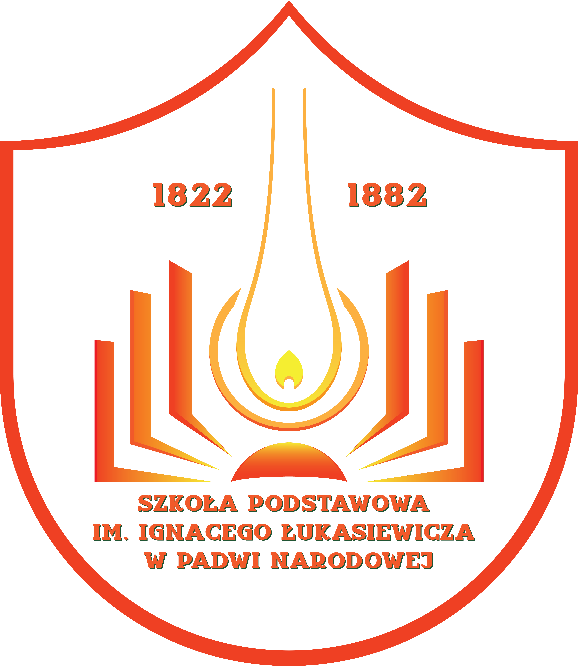 1822 1882
SZKOŁA PODSTAWOWA
IM. IGNACEGO ŁUKASIEWICZA
W PADWI NARODOWEJ